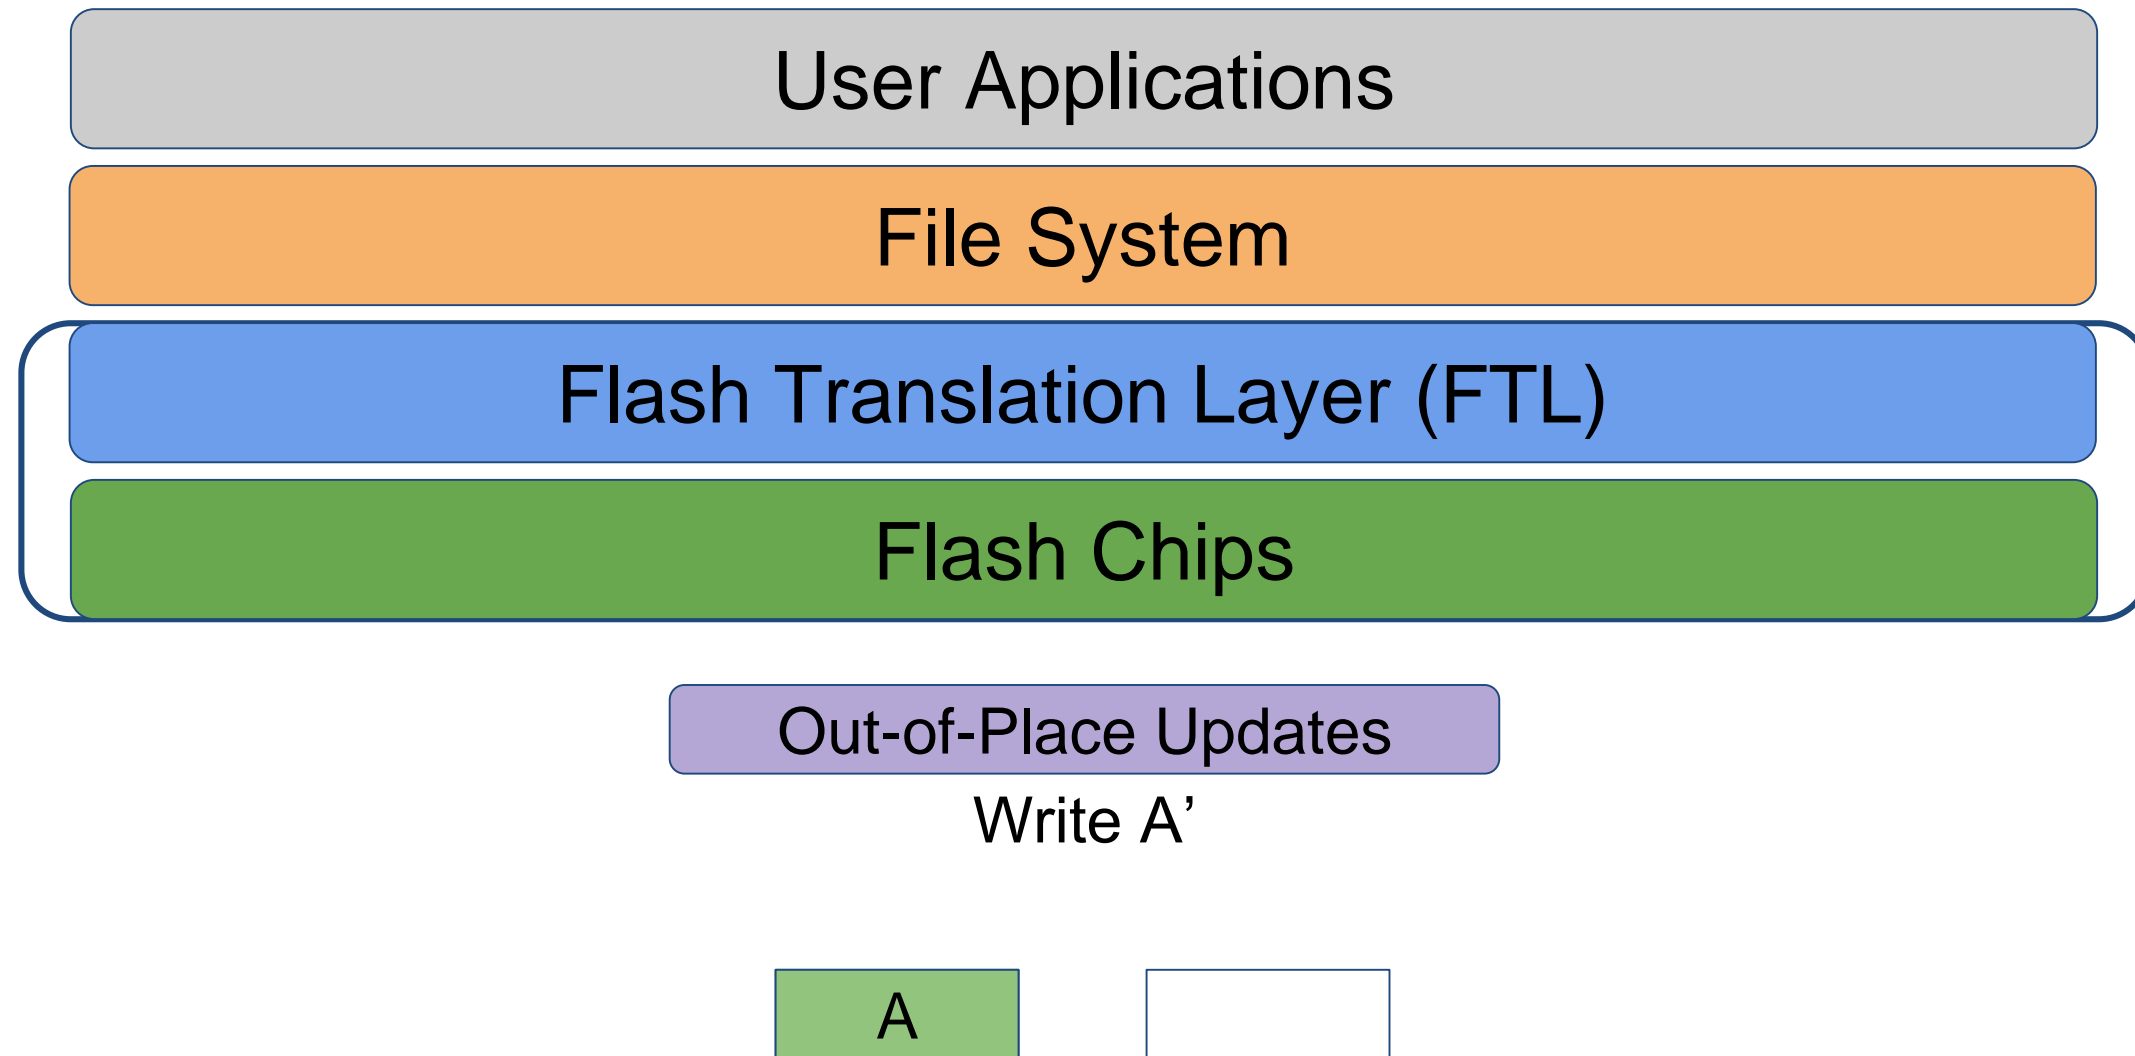 User Applications
File System
Flash Translation Layer (FTL)
Flash Chips
Out-of-Place Updates
Write A’
A